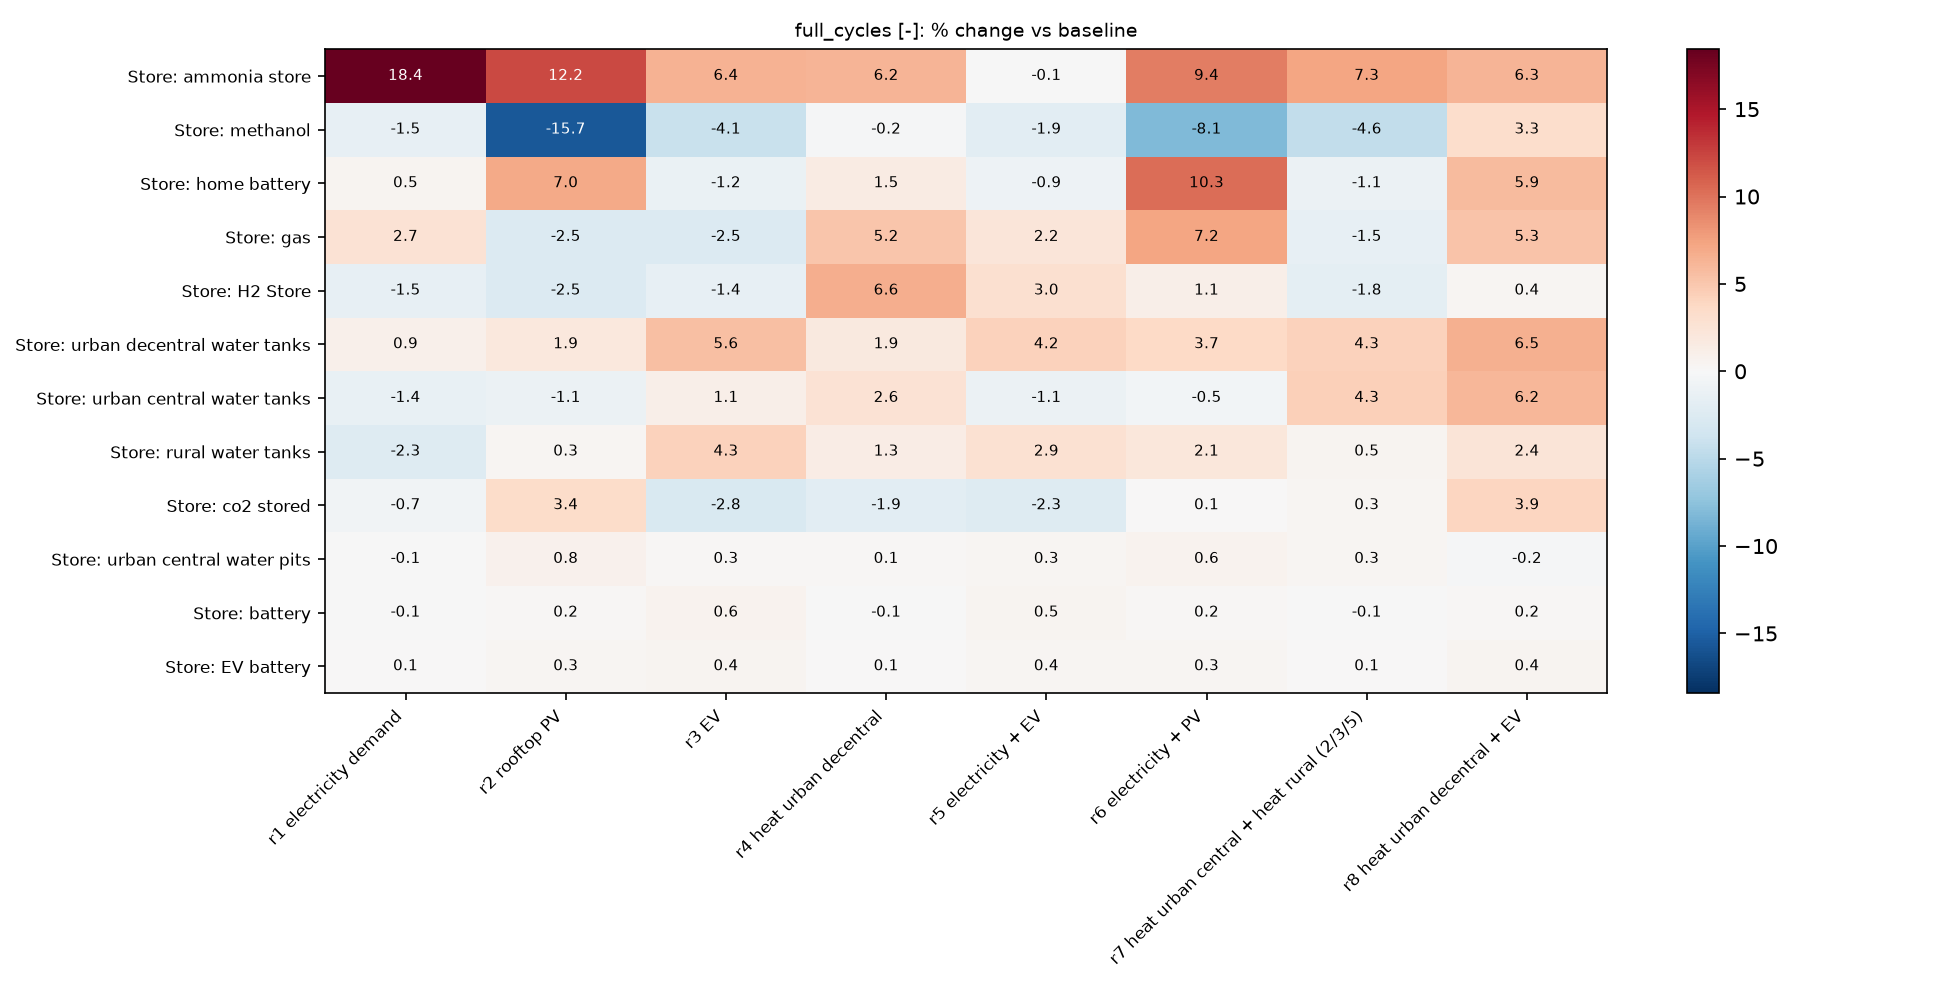 full_cycles [-]: % change vs baseline
Store: ammonia store 18.4 12.2 6.4 6.2 -0.1 9.4 7.3 6.3
Store: methanol -1.5 -15.7 -4.1 -0.2 -1.9 -8.1 -4.6 3.3
Store: home battery 0.5 7.0 -1.2 1.5 -0.9 10.3 -1.1 5.9
Store: gas 2.7 -2.5 -2.5 5.2 2.2 7.2 -1.5 5.3
Store: H2 Store -1.5 -2.5 -1.4 6.6 3.0 1.1 -1.8 0.4
Store: urban decentral water tanks 0.9 1.9 5.6 1.9 4.2 3.7 4.3 6.5
Store: urban central water tanks -1.4 -1.1 1.1 2.6 -1.1 -0.5 4.3 6.2
Store: rural water tanks -2.3 0.3 4.3 1.3 2.9 2.1 0.5 2.4
Store: co2 stored -0.7 3.4 -2.8 -1.9 -2.3 0.1 0.3 3.9
Store: urban central water pits -0.1 0.8 0.3 0.1 0.3 0.6 0.3 -0.2
Store: battery -0.1 0.2 0.6 -0.1 0.5 0.2 -0.1 0.2
Store: EV battery 0.1 0.3 0.4 0.1 0.4 0.3 0.1 0.4
r1 electricity demand
r2 rooftop PV
r3 EV
r4 heat urban decentral
r5 electricity + EV
r6 electricity + PV
r7 heat urban central + heat rural (2/3/5)
r8 heat urban decentral + EV
15
10
5
0
−5
−10
−15